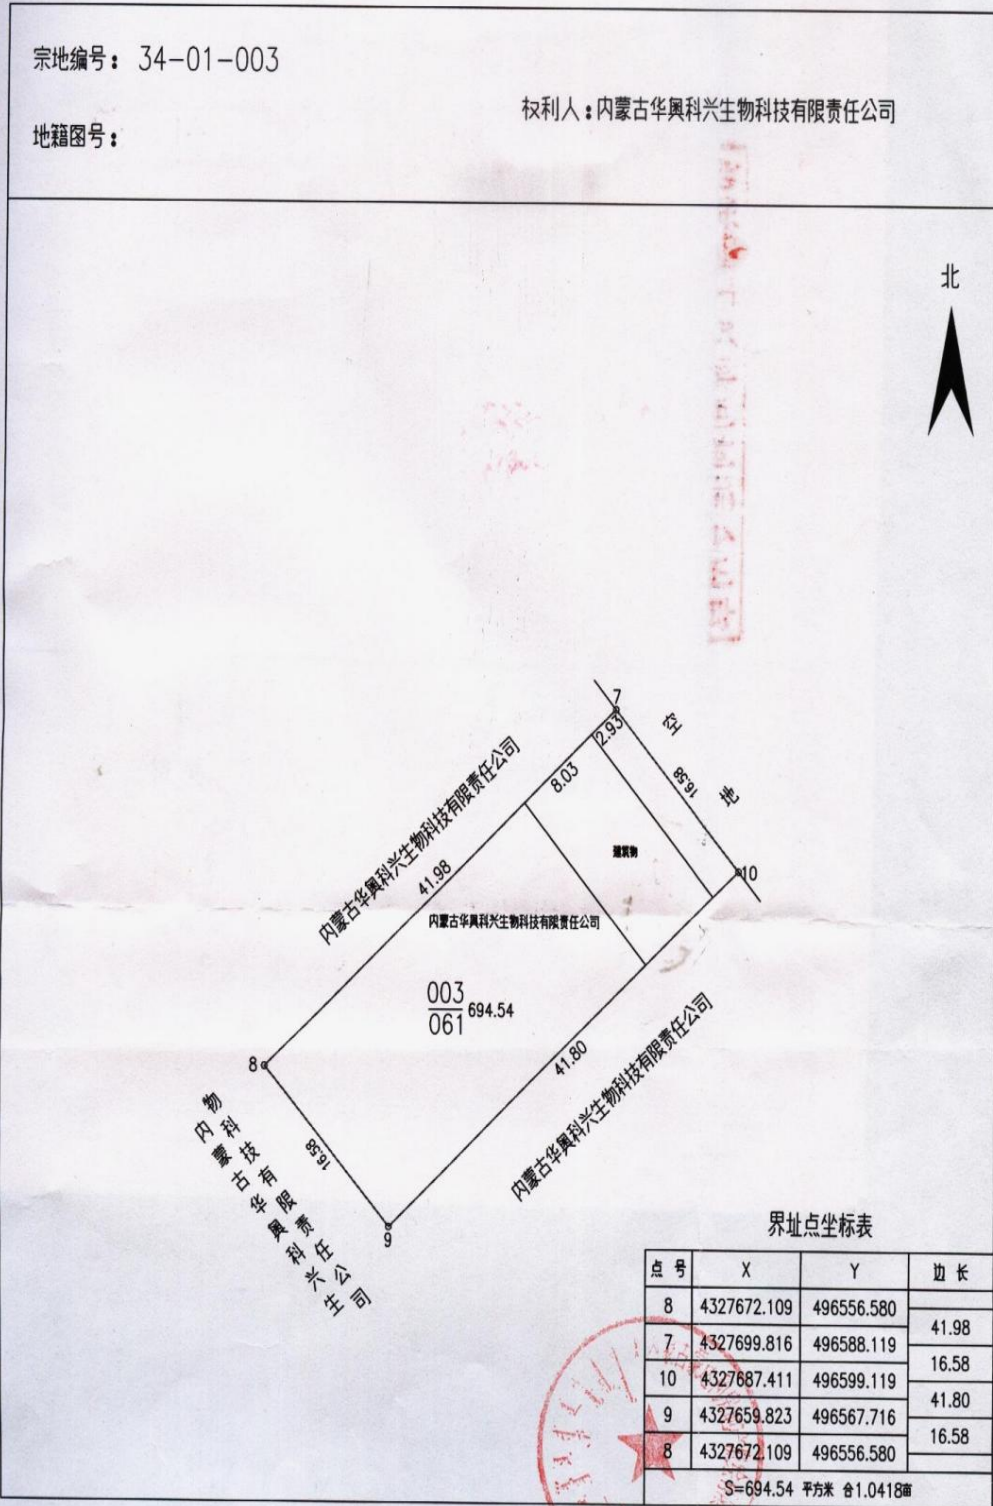 宗地编号： 34-01-003
权利人：内蒙古华奥科兴生物科技有限责任公司
地籍图号：
北
7
2.93
空
地
16.58
8.03
内蒙古华奥科兴生物科技有限责任公司
41.98
建筑物
10
内蒙古华奥科兴生物科技有限责任公司
003
061
694.54
8
41.80
内蒙古华奥科兴生物科技有限责任公司
16.58
内蒙古华奥科兴生
物科技有限责任公司
9
界址点坐标表
点号 X Y 边长
8 4327672.109 496556.580
41.98
7 4327699.816 496588.119
16.58
10 4327687.411 496599.119
41.80
9 4327659.823 496567.716
16.58
8 4327672.109 496556.580
S=694.54 平方米 合1.0418亩